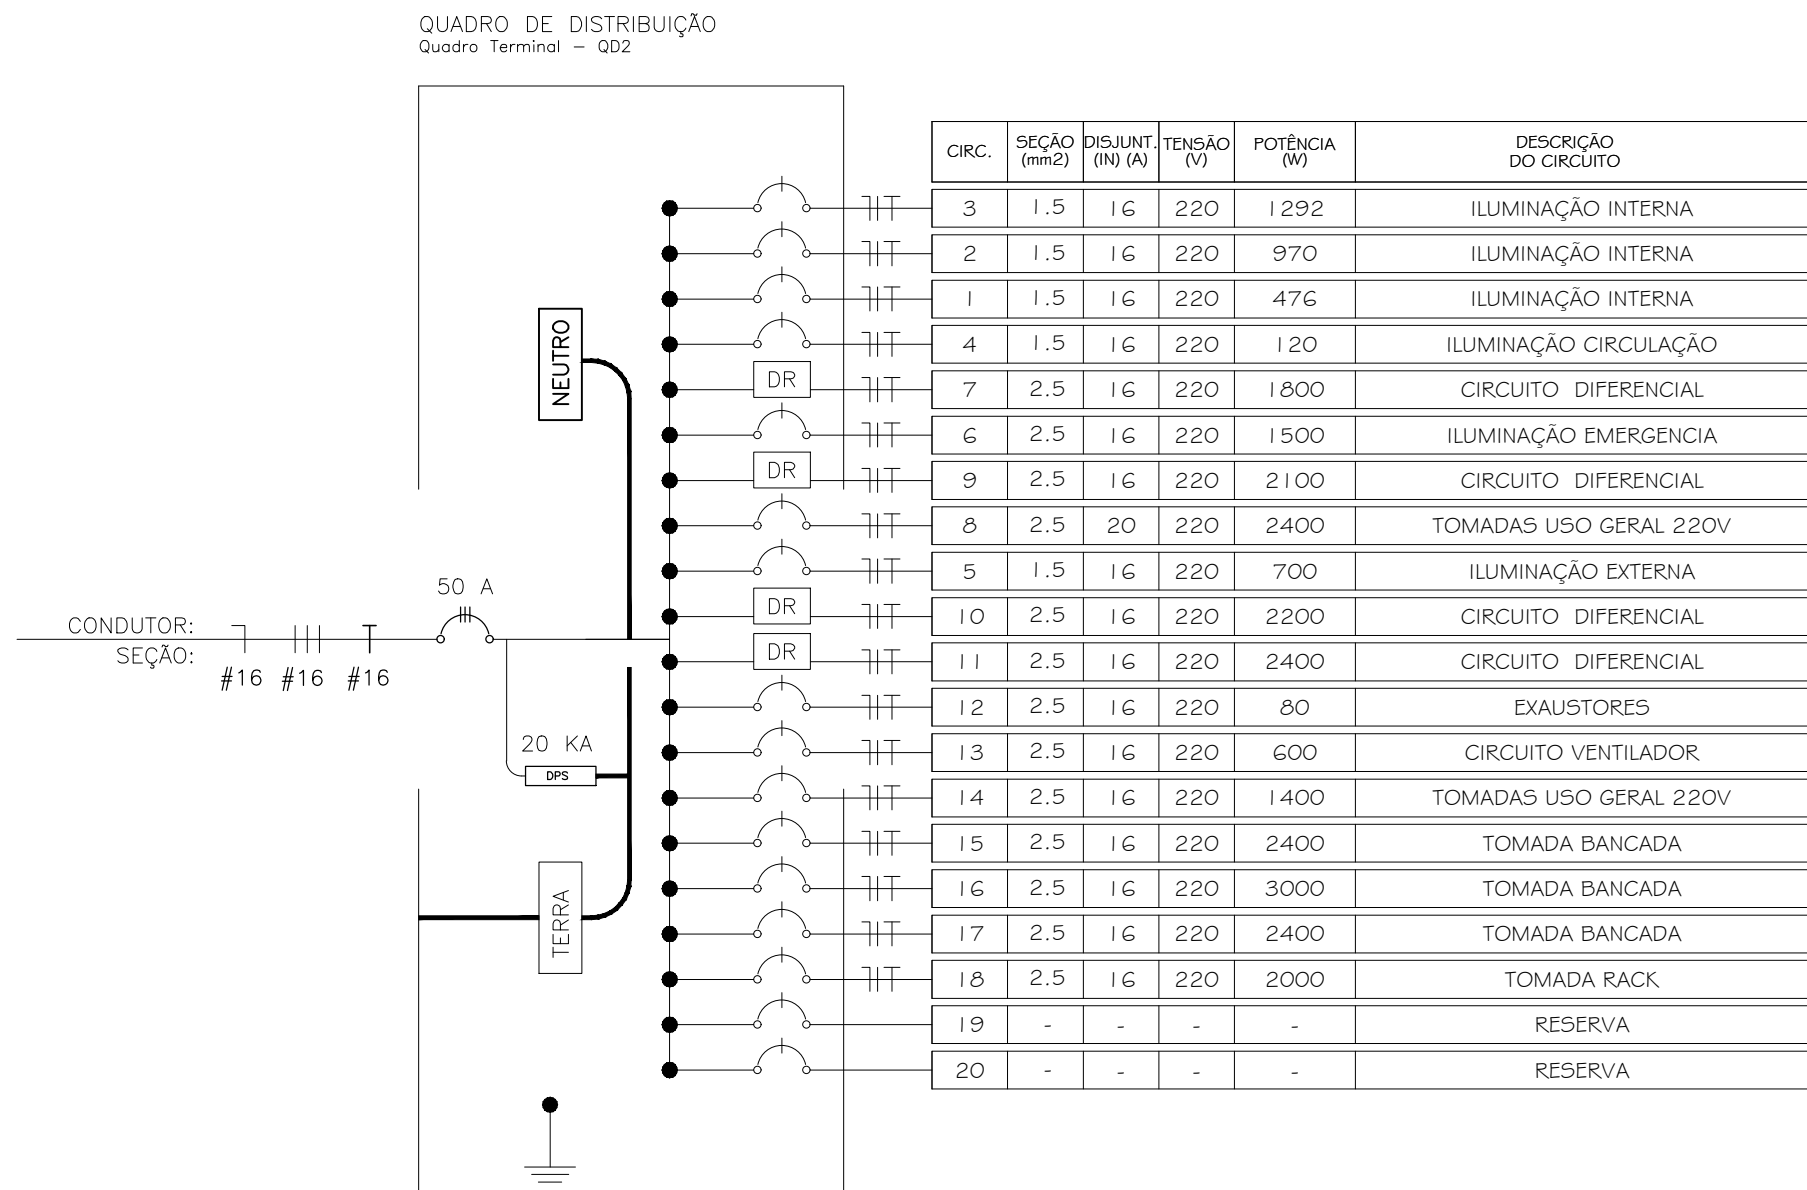 QUADRO DE DISTRIBUIÇÃO
Quadro Terminal - QD2
CIRC. SEÇÃO (mm2) DISJUNT. (IN) (A) TENSÃO (V) POTÊNCIA (W) DESCRIÇÃO DO CIRCUITO
3 1.5 16 220 1292 ILUMINAÇÃO INTERNA
2 1.5 16 220 970 ILUMINAÇÃO INTERNA
1 1.5 16 220 476 ILUMINAÇÃO INTERNA
4 1.5 16 220 120 ILUMINAÇÃO CIRCULAÇÃO
DR 7 2.5 16 220 1800 CIRCUITO DIFERENCIAL
6 2.5 16 220 1500 ILUMINAÇÃO EMERGENCIA
DR 9 2.5 16 220 2100 CIRCUITO DIFERENCIAL
8 2.5 20 220 2400 TOMADAS USO GERAL 220V
5 1.5 16 220 700 ILUMINAÇÃO EXTERNA
DR 10 2.5 16 220 2200 CIRCUITO DIFERENCIAL
DR 11 2.5 16 220 2400 CIRCUITO DIFERENCIAL
12 2.5 16 220 80 EXAUSTORES
13 2.5 16 220 600 CIRCUITO VENTILADOR
14 2.5 16 220 1400 TOMADAS USO GERAL 220V
15 2.5 16 220 2400 TOMADA BANCADA
16 2.5 16 220 3000 TOMADA BANCADA
17 2.5 16 220 2400 TOMADA BANCADA
18 2.5 16 220 2000 TOMADA RACK
19 - - - - RESERVA
20 - - - - RESERVA
NEUTRO
50 A
CONDUTOR:
SEÇÃO:
#16 #16 #16
20 KA
DPS
TERRA